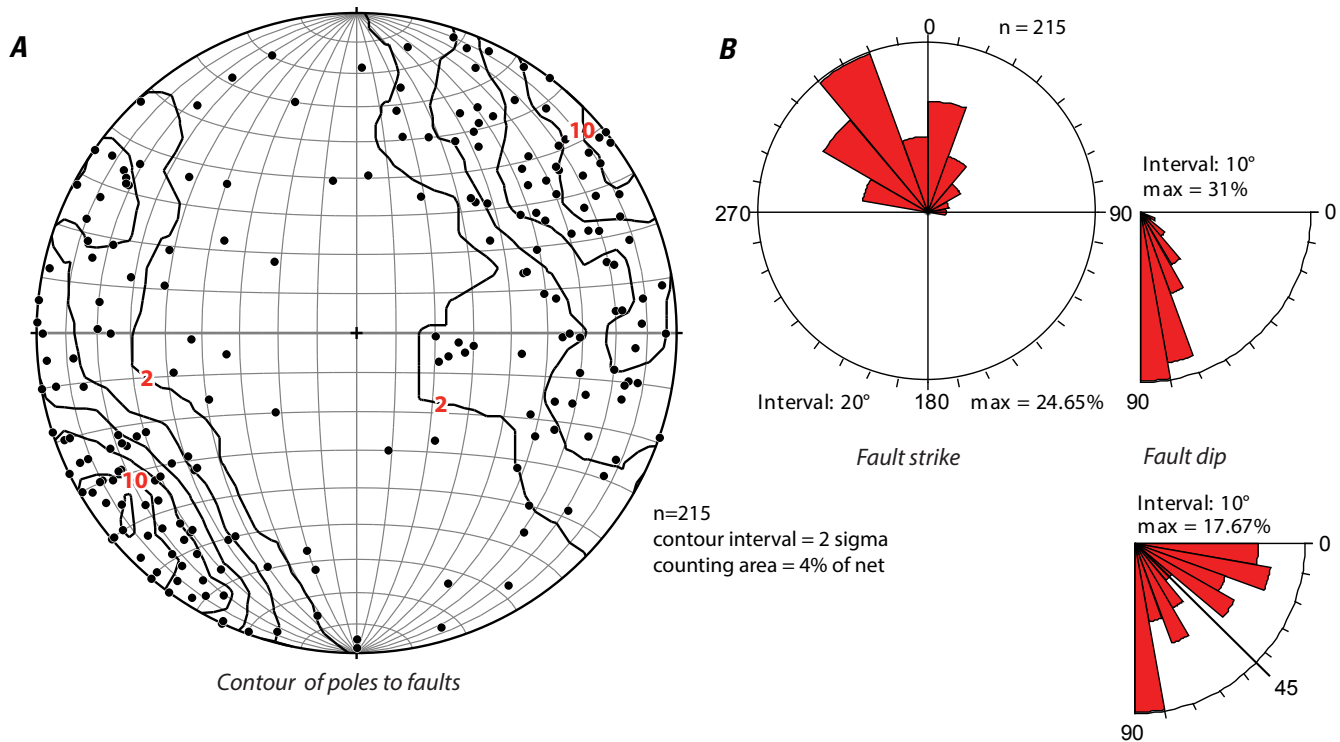 A
10
2
2
10
n=215
contour interval = 2 sigma
counting area = 4% of net
Contour of poles to faults
B
0
n = 215
270
90
Interval: 20°
180
max = 24.65%
Fault strike
Interval: 10°
max = 31%
0
90
Fault dip
Interval: 10°
max = 17.67%
0
45
90